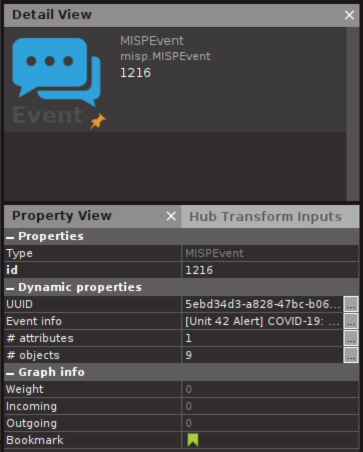 Detail View
MISPEvent
misp.MISPEvent
1216
Event
Property View
Hub Transform Inputs
Properties
Type MISPEvent
id 1216
Dynamic properties
UUID 5ebd34d3-a828-47bc-b06... ...
Event info [Unit 42 Alert] COVID-19: ... ...
# attributes 1 ...
# objects 9 ...
Graph info
Weight 0
Incoming 0
Outgoing 0
Bookmark